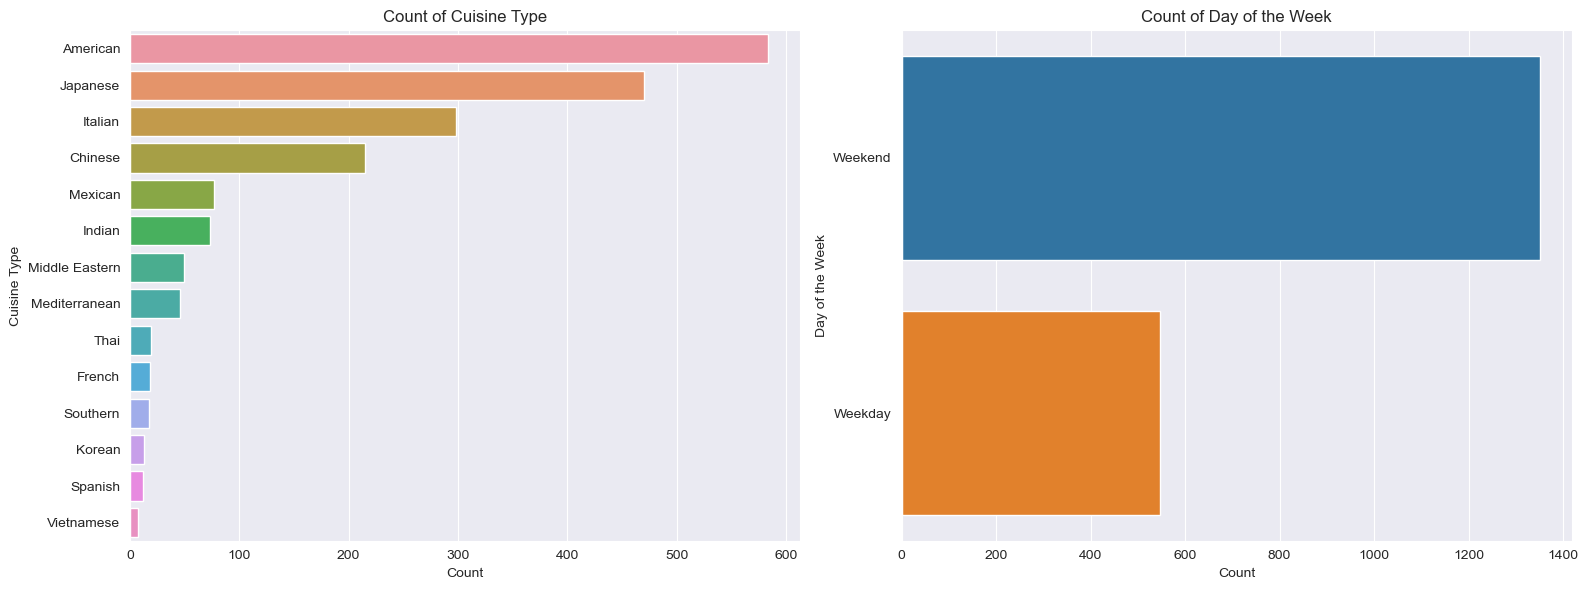 Count of Cuisine Type
Cuisine Type
American
Japanese
Italian
Chinese
Mexican
Indian
Middle Eastern
Mediterranean
Thai
French
Southern
Korean
Spanish
Vietnamese
0 100 200 300 400 500 600
Count
Count of Day of the Week
Day of the Week
Weekend
Weekday
0 200 400 600 800 1000 1200 1400
Count